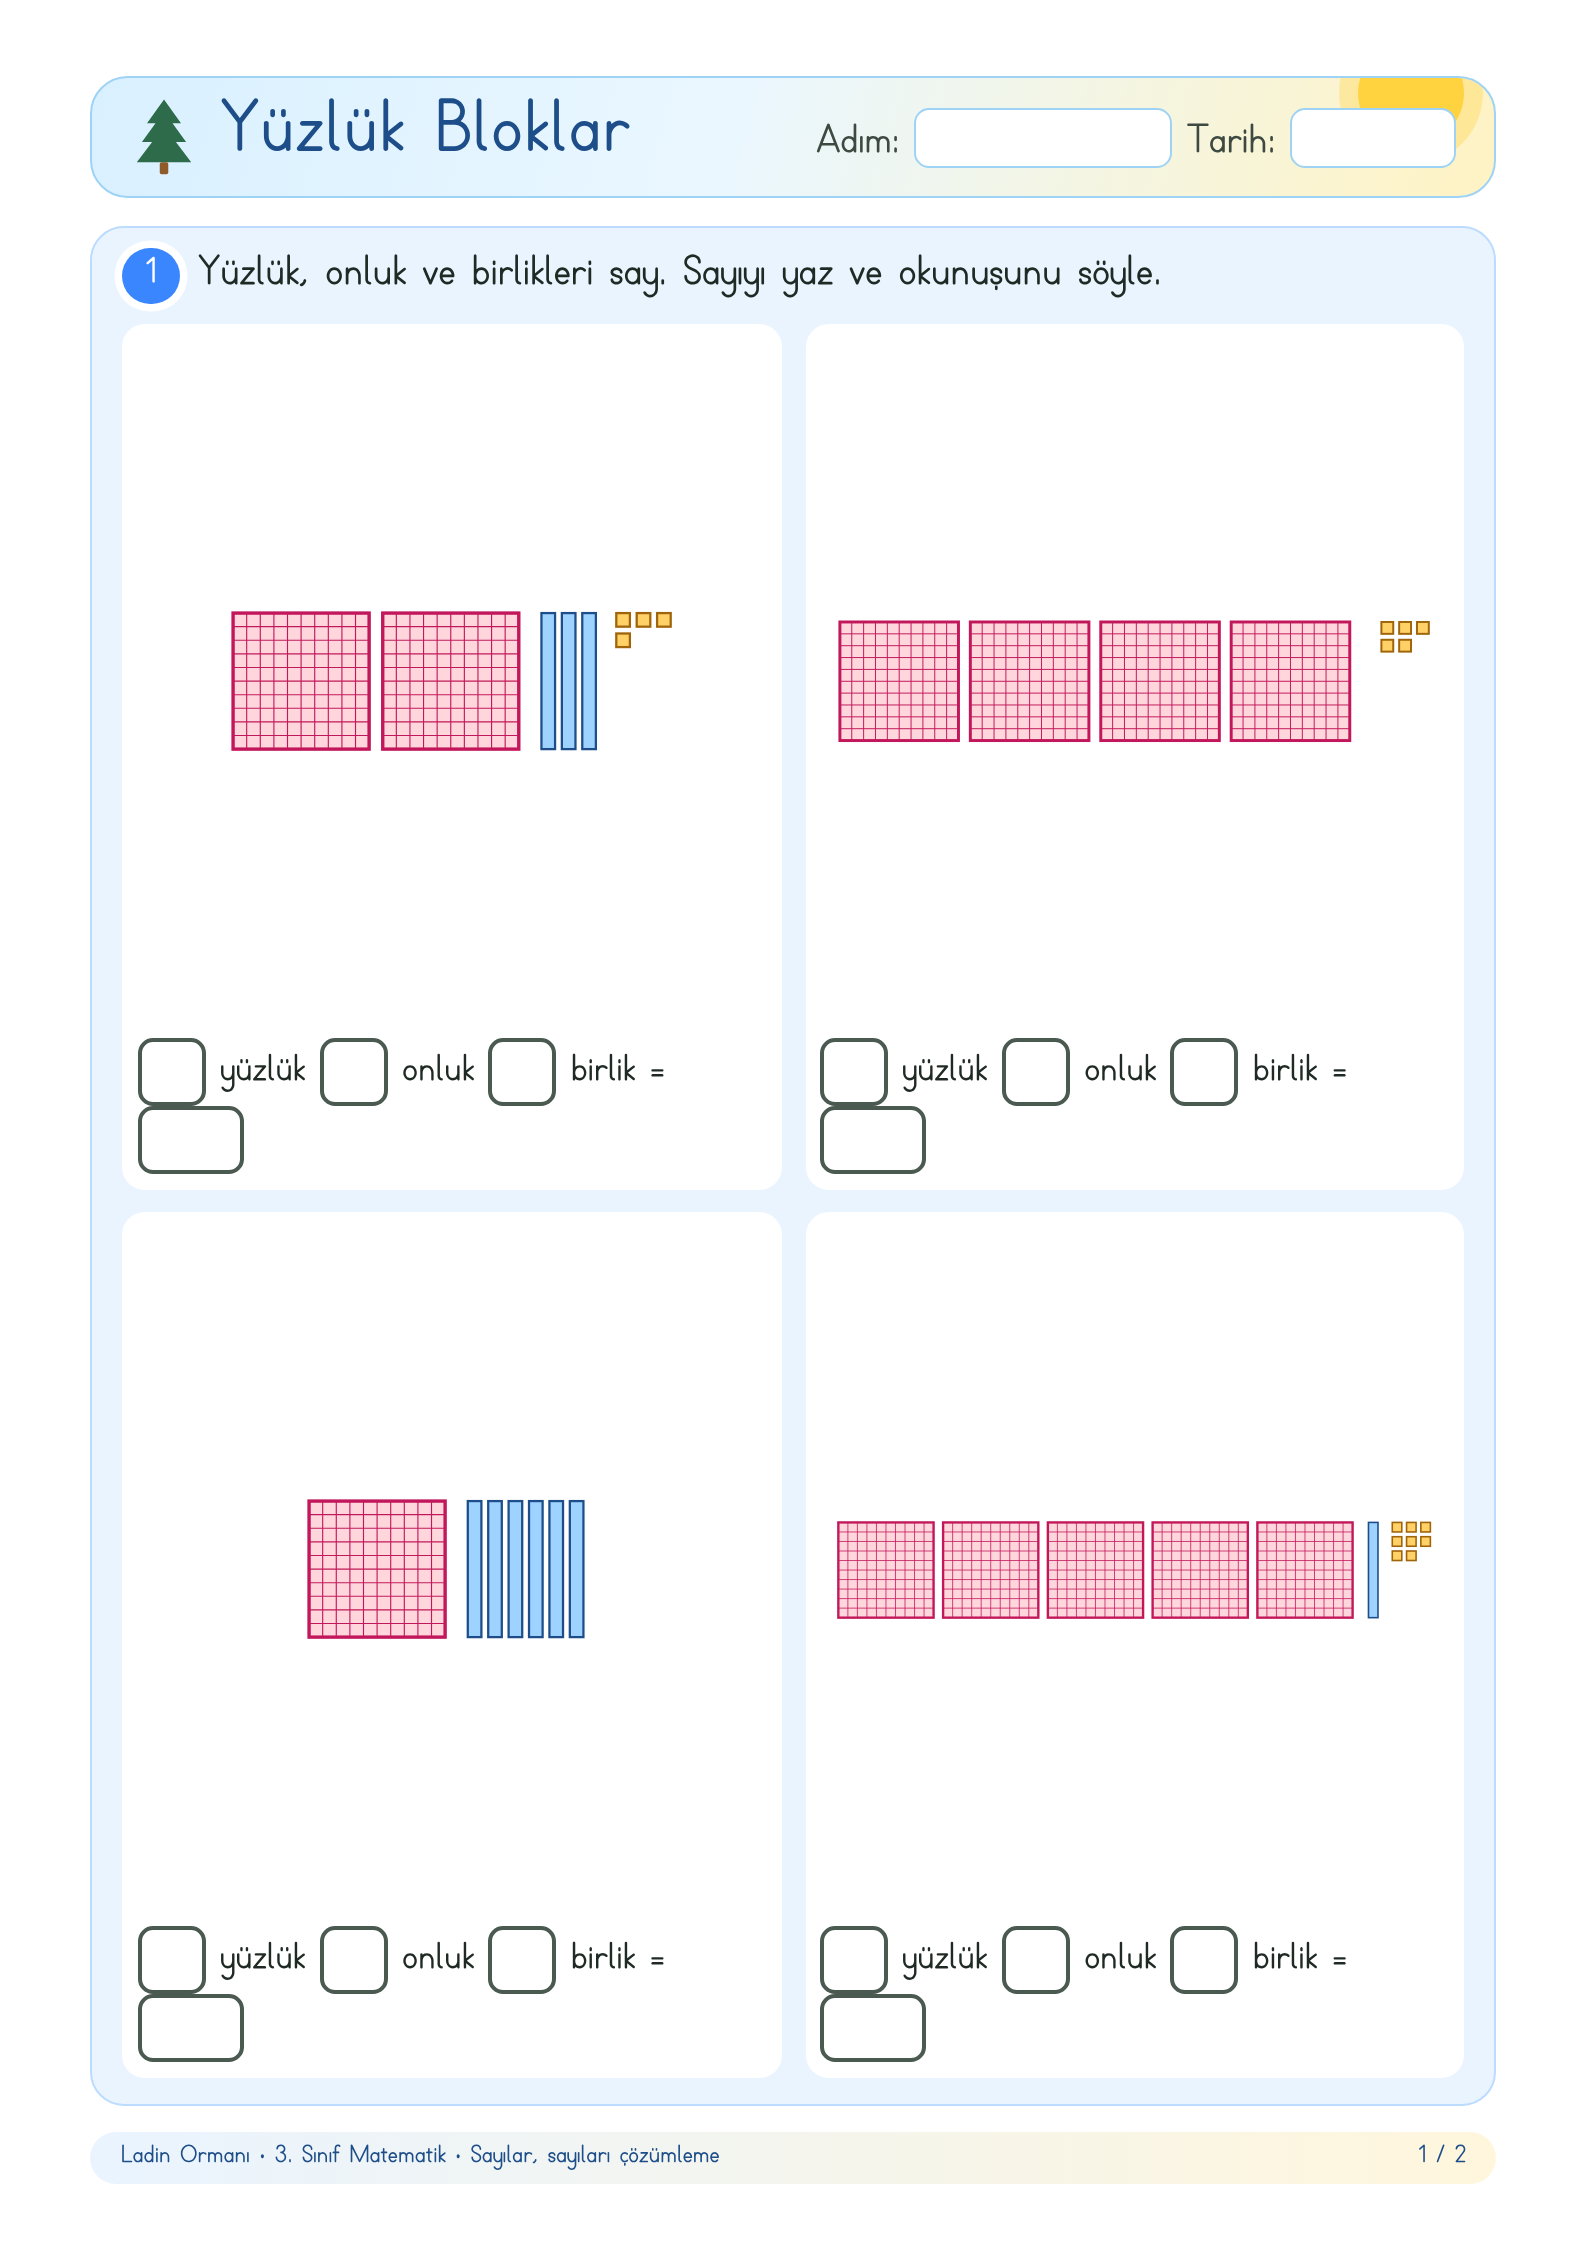 Yüzlük Bloklar
Adım: Tarih:
1 Yüzlük, onluk ve birlikleri say. Sayıyı yaz ve okunuşunu söyle.
yüzlük onluk birlik =
yüzlük onluk birlik =
yüzlük onluk birlik =
yüzlük onluk birlik =
Ladin Ormanı • 3. Sınıf Matematik • Sayılar, sayıları çözümleme
1 / 2